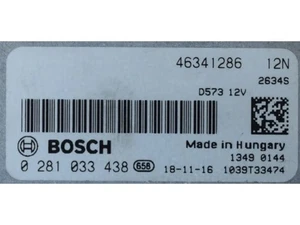 46341286 12N
2634S
D573 12V
BOSCH
Made in Hungary
1349 0144
0 281 033 438 658 18-11-16 1039T33474